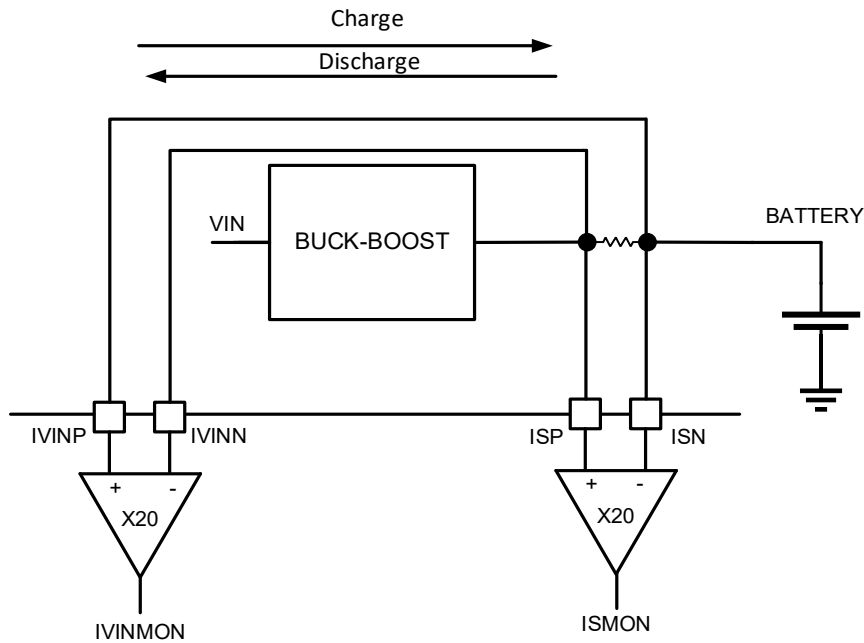 Charge
Discharge
VIN
BUCK-BOOST
BATTERY
IVINP
IVINN
ISP
ISN
+ -
X20
+ -
X20
IVINMON
ISMON